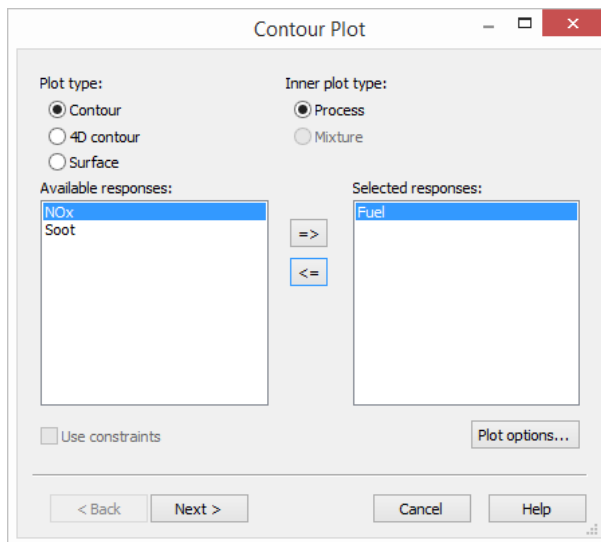 Contour Plot
Plot type:
Inner plot type:
Contour
Process
4D contour
Mixture
Surface
Available responses:
Selected responses:
NOx
Fuel
Soot
=>
<=
Use constraints
Plot options...
< Back
Next >
Cancel
Help